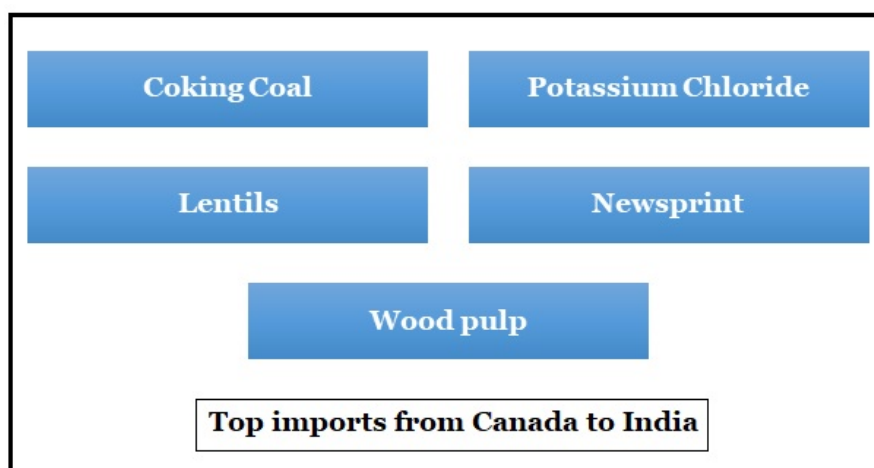 Coking Coal
Potassium Chloride
Lentils
Newsprint
Wood pulp
Top imports from Canada to India